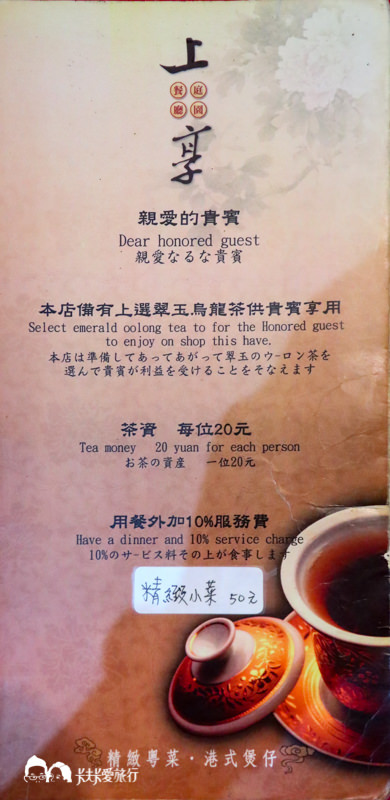 上享
庭園餐廳
親愛的貴賓
Dear honored guest
親愛なるな貴賓
本店備有上選翠玉烏龍茶供貴賓享用
Select emerald oolong tea to for the Honored guest
to enjoy on shop this have.
本店は準備してあってあがって翠玉のウ-ロン茶を
選んで貴賓が利益を受けることをそなえます
茶資 每位20元
Tea money 20 yuan for each person
お茶の資産 一位20元
用餐外加10%服務費
Have a dinner and 10% service charge
10%のサ-ビス料その上が食事します
精緻小菜 50元
精緻粵菜・港式煲仔
卡卡愛旅行